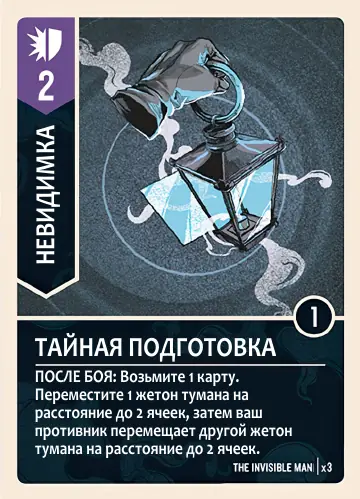 2
НЕВИДИМКА
1
ТАЙНАЯ ПОДГОТОВКА
ПОСЛЕ БОЯ: Возьмите 1 карту.
Переместите 1 жетон тумана на
расстояние до 2 ячеек, затем ваш
противник перемещает другой жетон
тумана на расстояние до 2 ячеек.
THE INVISIBLE MAN | x3